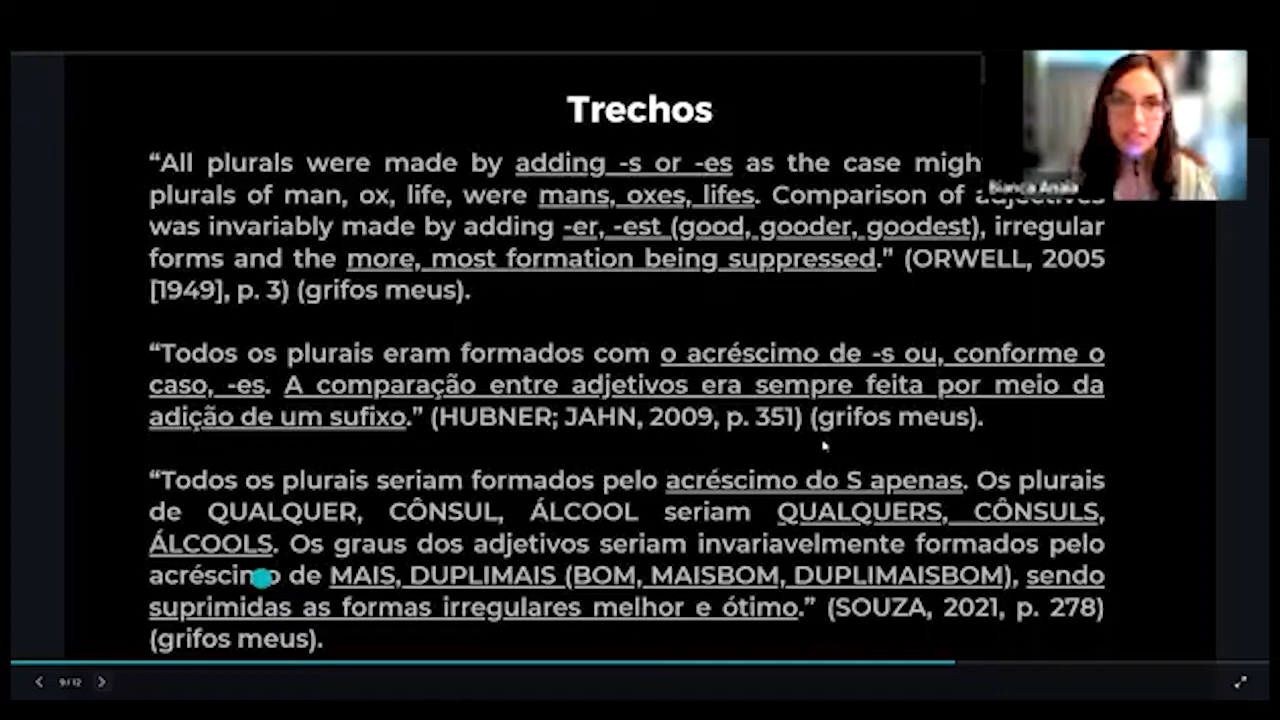 Trechos
“All plurals were made by adding -s or -es as the case
plurals of man, ox, life, were mans, oxes, lifes. Comparison of adjectives
was invariably made by adding -er, -est (good, gooder, goodest), irregular
forms and the more, most formation being suppressed.” (ORWELL, 2005
[1949], p. 3) (grifos meus).
“Todos os plurais eram formados com o acréscimo de -s ou, conforme o
caso, -es. A comparação entre adjetivos era sempre feita por meio da
adição de um sufixo.” (HUBNER; JAHN, 2009, p. 351) (grifos meus).
“Todos os plurais seriam formados pelo acréscimo do S apenas. Os plurais
de QUALQUER, CÔNSUL, ÁLCOOL seriam QUALQUERS, CÔNSULS,
ÁLCOOLS. Os graus dos adjetivos seriam invariavelmente formados pelo
acréscimo de MAIS, DUPLIMAIS (BOM, MAISBOM, DUPLIMAISBOM), sendo
suprimidas as formas irregulares melhor e ótimo.” (SOUZA, 2021, p. 278)
(grifos meus).
Bianca Anaia
9/12